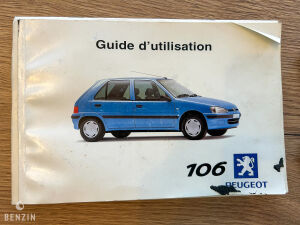 Guide d'utilisation
106
PEUGEOT
BENZIN